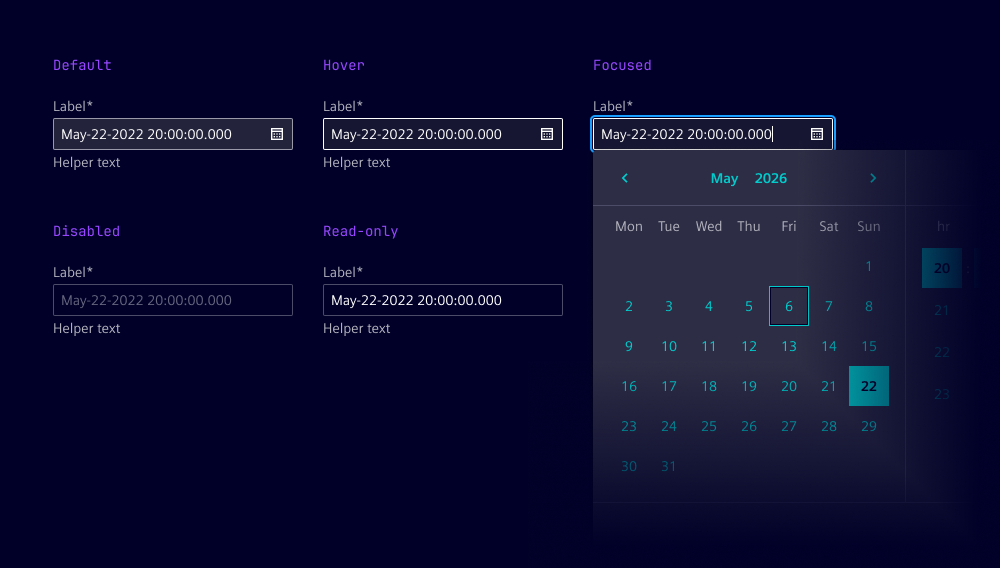 Default
Label*
May-22-2022 20:00:00.000
Helper text
Hover
Label*
May-22-2022 20:00:00.000
Helper text
Focused
Label*
May-22-2022 20:00:00.000
May 2026
Mon Tue Wed Thu Fri Sat Sun
1
2 3 4 5 6 7 8
9 10 11 12 13 14 15
16 17 18 19 20 21 22
23 24 25 26 27 28 29
30 31
hr
20
21
22
23
Disabled
Label*
May-22-2022 20:00:00.000
Helper text
Read-only
Label*
May-22-2022 20:00:00.000
Helper text